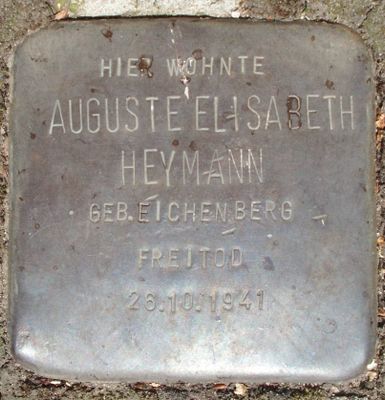 HIER WOHNTE
AUGUSTE ELISABETH
HEYMANN
GEB. EICHENBERG
FREITOD
26.10.1941